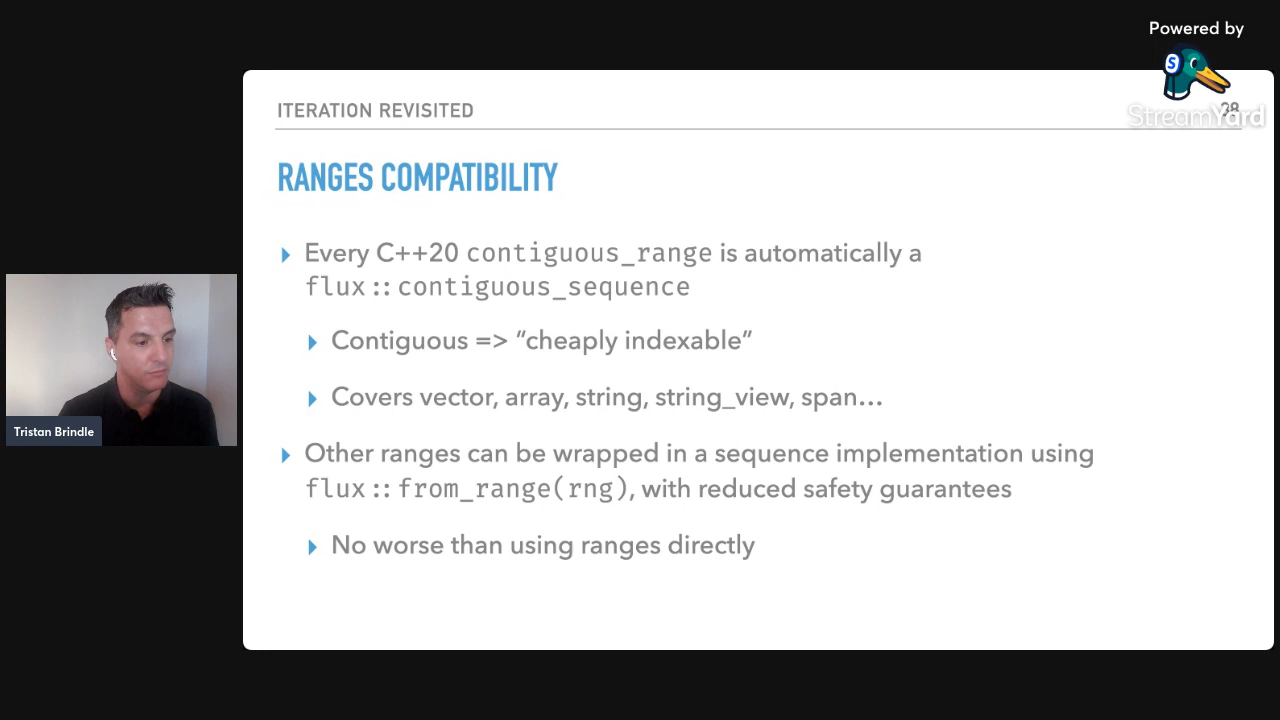 Powered by
StreamYard
ITERATION REVISITED
28
RANGES COMPATIBILITY
Every C++20 contiguous_range is automatically a
flux::contiguous_sequence
Contiguous => “cheaply indexable”
Covers vector, array, string, string_view, span…
Other ranges can be wrapped in a sequence implementation using
flux::from_range(rng), with reduced safety guarantees
No worse than using ranges directly
Tristan Brindle